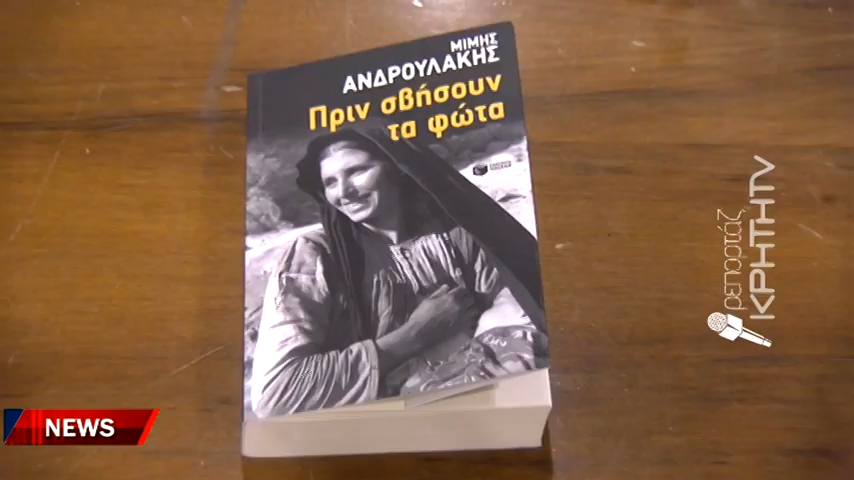 ΜΙΜΗΣ
ΑΝΔΡΟΥΛΑΚΗΣ
Πριν σβήσουν
τα φώτα
ρεπορτάζ
ΚΡΗΤΗTV
NEWS